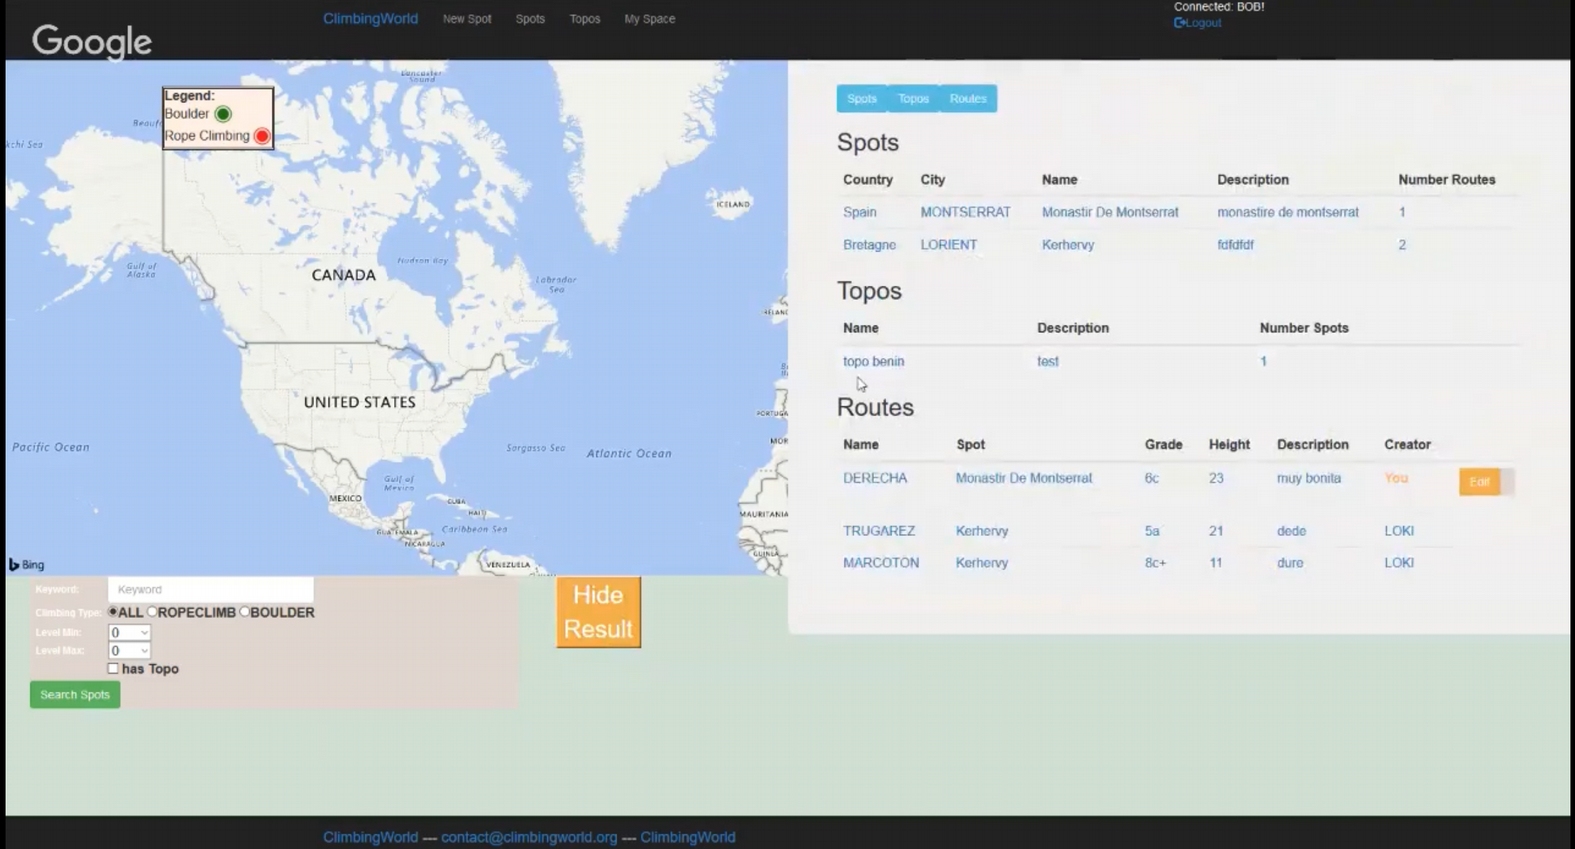 ClimbingWorld New Spot Spots Topos My Space
Connected: BOB!
Logout
Google
Legend:
Boulder
Rope Climbing
Lancaster
Sound
Gulf of
Alaska
CANADA
Hudson Bay
Labrador
Sea
ICELAND
UNITED STATES
Pacific Ocean
Sargasso Sea
Atlantic Ocean
Gulf of
Mexico
MEXICO
CUBA
HAITI
GUATEMALA
NICARAGUA
Caribbean Sea
VENEZUELA
MAURITANIA
Bing
Spots Topos Routes
Spots
Country City Name Description Number Routes
Spain MONTSERRAT Monastir De Montserrat monastire de montserrat 1
Bretagne LORIENT Kerhervy fdfdfdf 2
Topos
Name Description Number Spots
topo benin test 1
Routes
Name Spot Grade Height Description Creator
DERECHA Monastir De Montserrat 6c 23 muy bonita You Edit
TRUGAREZ Kerhervy 5a 21 dede LOKI
MARCOTON Kerhervy 8c+ 11 dure LOKI
Keyword: Keyword
Climbing Type: ALL ROPECLIMB BOULDER
Level Min: 0
Level Max: 0
has Topo
Search Spots
Hide
Result
ClimbingWorld --- contact@climbingworld.org --- ClimbingWorld